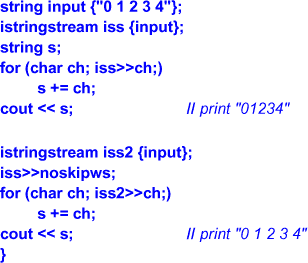 string input {"0 1 2 3 4"};
istringstream iss {input};
string s;
for (char ch; iss>>ch;)
s += ch;
cout << s; // print "01234"
istringstream iss2 {input};
iss>>noskipws;
for (char ch; iss2>>ch;)
s += ch;
cout << s; // print "0 1 2 3 4"
}